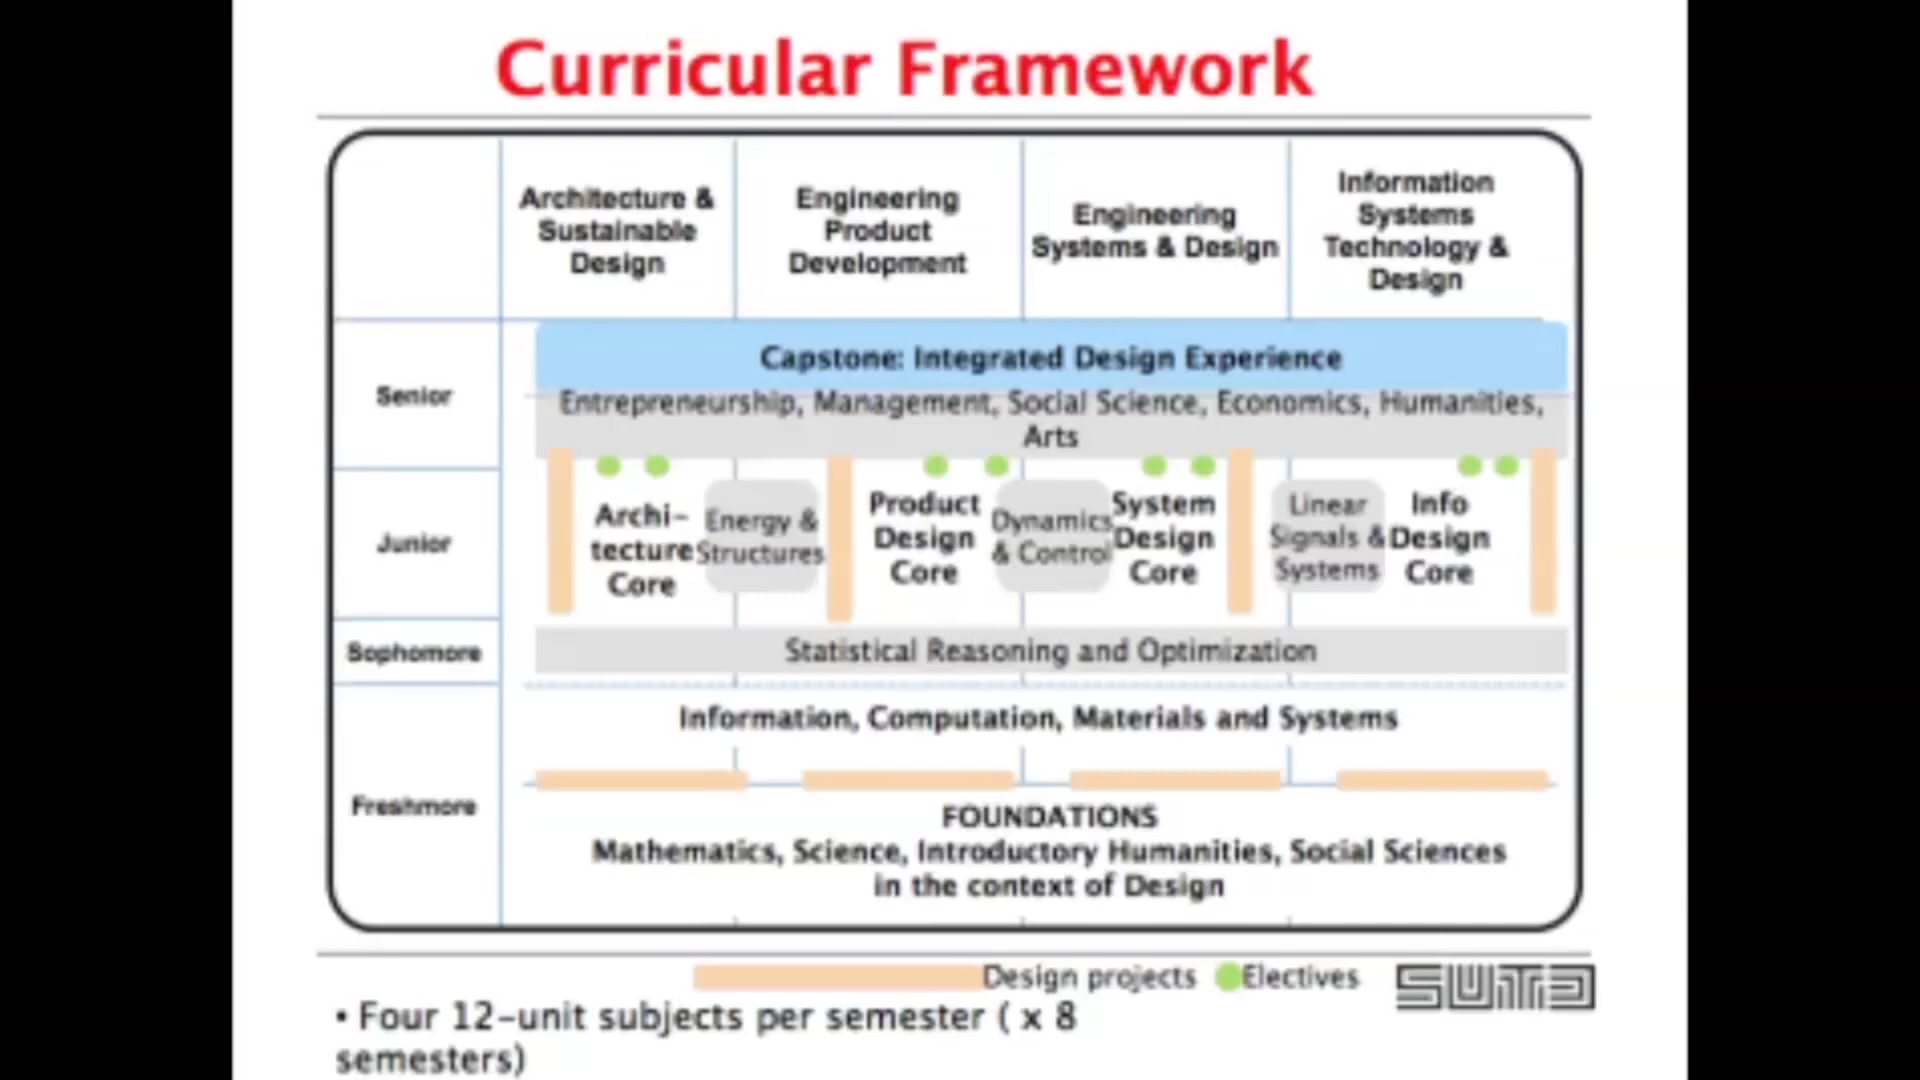 Curricular Framework
Architecture &
Sustainable
Design
Engineering
Product
Development
Engineering
Systems & Design
Information
Systems
Technology &
Design
Senior
Capstone: Integrated Design Experience
Entrepreneurship, Management, Social Science, Economics, Humanities,
Arts
Junior
Archi-
tecture
Core
Energy &
Structures
Product
Design
Core
Dynamics
& Control
System
Design
Core
Linear
Signals &
Systems
Info
Design
Core
Sophomore
Statistical Reasoning and Optimization
Freshmore
Information, Computation, Materials and Systems
FOUNDATIONS
Mathematics, Science, Introductory Humanities, Social Sciences
in the context of Design
Design projects
Electives
SUTD
• Four 12-unit subjects per semester ( x 8
semesters)